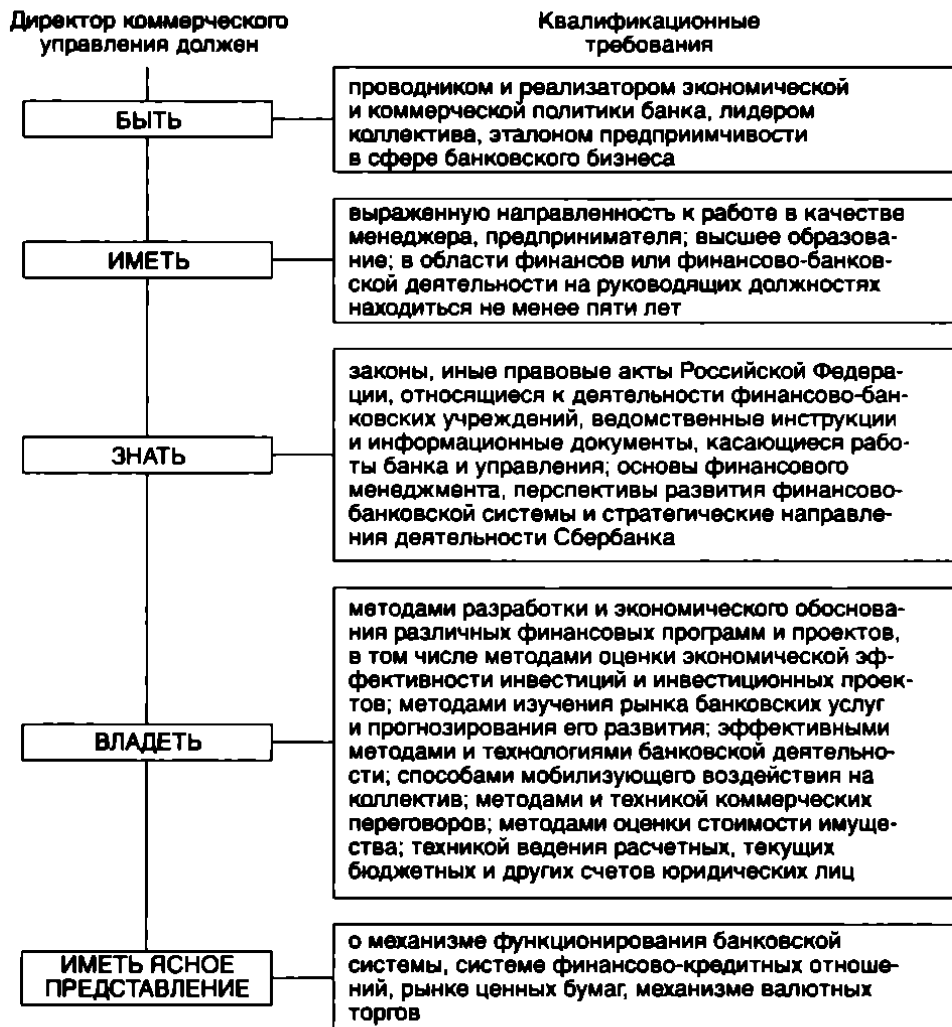 Директор коммерческого
управления должен
Квалификационные
требования
БЫТЬ
проводником и реализатором экономической
и коммерческой политики банка, лидером
коллектива, эталоном предприимчивости
в сфере банковского бизнеса
ИМЕТЬ
выраженную направленность к работе в качестве
менеджера, предпринимателя; высшее образова-
ние; в области финансов или финансово-банков-
ской деятельности на руководящих должностях
находиться не менее пяти лет
ЗНАТЬ
законы, иные правовые акты Российской Федера-
ции, относящиеся к деятельности финансово-бан-
ковских учреждений, ведомственные инструкции
и информационные документы, касающиеся рабо-
ты банка и управления; основы финансового
менеджмента, перспективы развития финансово-
банковской системы и стратегические направле-
ния деятельности Сбербанка
ВЛАДЕТЬ
методами разработки и экономического обоснова-
ния различных финансовых программ и проектов,
в том числе методами оценки экономической эф-
фективности инвестиций и инвестиционных проек-
тов; методами изучения рынка банковских услуг
и прогнозирования его развития; эффективными
методами и технологиями банковской деятельно-
сти; способами мобилизующего воздействия на
коллектив; методами и техникой коммерческих
переговоров; методами оценки стоимости имуще-
ства; техникой ведения расчетных, текущих
бюджетных и других счетов юридических лиц
ИМЕТЬ ЯСНОЕ
ПРЕДСТАВЛЕНИЕ
о механизме функционирования банковской
системы, системе финансово-кредитных отноше-
ний, рынке ценных бумаг, механизме валютных
торгов